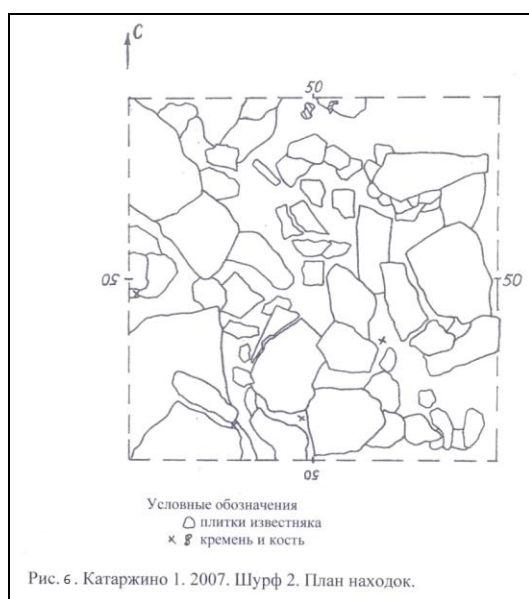 С
50
50
50
50
Условные обозначения
плитки известняка
× кремень и кость
Рис. 6. Катаржино 1. 2007. Шурф 2. План находок.